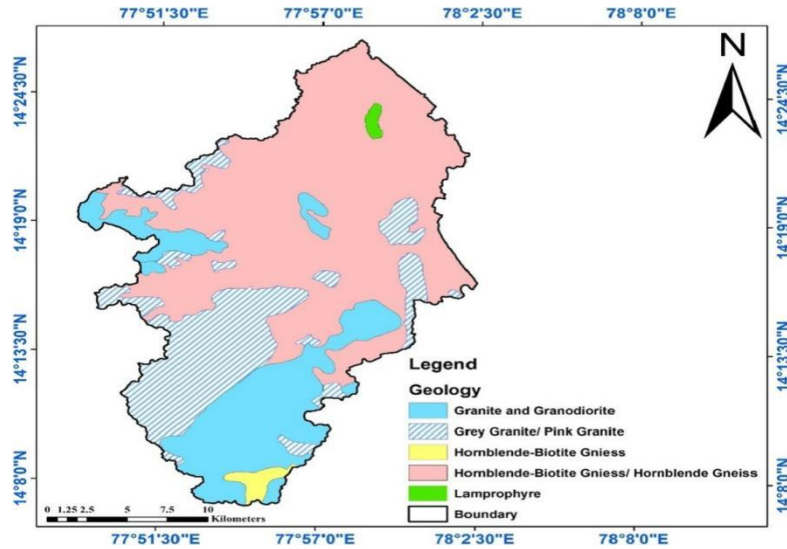 77°51'30"E 77°57'0"E 78°2'30"E 78°8'0"E
N
14°24'30"N 14°24'30"N
14°19'0"N 14°19'0"N
14°13'30"N 14°13'30"N
Legend
Geology
Granite and Granodiorite
Grey Granite/ Pink Granite
Hornblende-Biotite Gniess
Hornblende-Biotite Gniess/ Hornblende Gneiss
Lamprophyre
Boundary
14°8'0"N 14°8'0"N
0 1.25 2.5 5 7.5 10
Kilometers
77°51'30"E 77°57'0"E 78°2'30"E 78°8'0"E